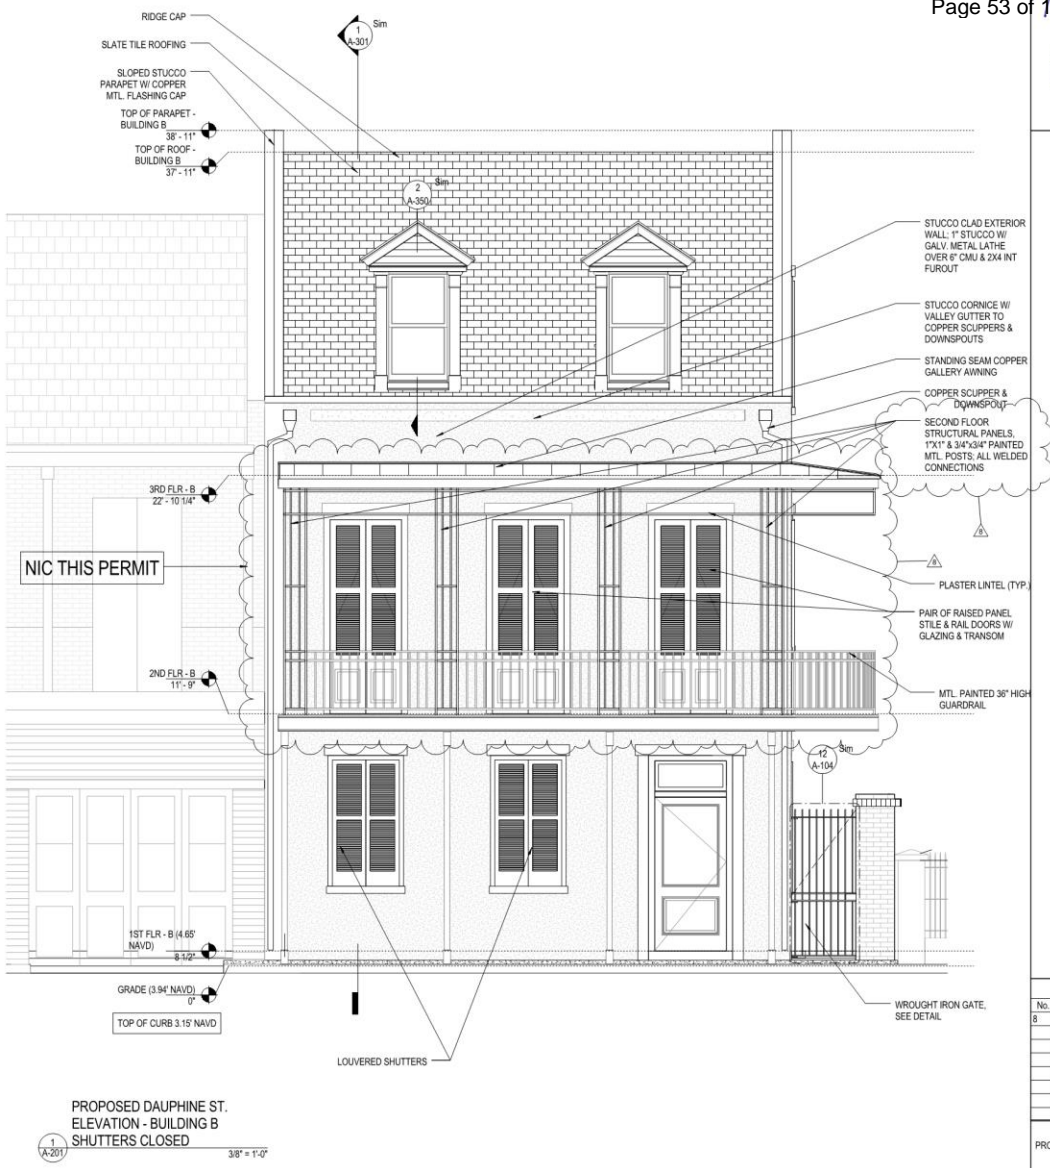 Page 53 of 1
RIDGE CAP
1
A-301
Sim
SLATE TILE ROOFING
SLOPED STUCCO
PARAPET W/ COPPER
MTL. FLASHING CAP
TOP OF PARAPET -
BUILDING B
38' - 11"
TOP OF ROOF -
BUILDING B
37' - 11"
2
A-350
Sim
STUCCO CLAD EXTERIOR
WALL; 1" STUCCO W/
GALV. METAL LATHE
OVER 6" CMU & 2X4 INT
FUROUT
STUCCO CORNICE W/
VALLEY GUTTER TO
COPPER SCUPPERS &
DOWNSPOUTS
STANDING SEAM COPPER
GALLERY AWNING
COPPER SCUPPER &
DOWNSPOUT
SECOND FLOOR
STRUCTURAL PANELS,
1"X1" & 3/4"x3/4" PAINTED
MTL. POSTS; ALL WELDED
CONNECTIONS
3RD FLR - B
22' - 10 1/4"
8
8
NIC THIS PERMIT
PLASTER LINTEL (TYP.)
PAIR OF RAISED PANEL
STILE & RAIL DOORS W/
GLAZING & TRANSOM
2ND FLR - B
11' - 9"
MTL. PAINTED 36" HIGH
GUARDRAIL
12
A-104
Sim
1ST FLR - B (4.65'
NAVD)
8 1/2"
GRADE (3.94' NAVD)
0"
TOP OF CURB 3.15' NAVD
WROUGHT IRON GATE,
SEE DETAIL
No.
8
LOUVERED SHUTTERS
PROPOSED DAUPHINE ST.
ELEVATION - BUILDING B
SHUTTERS CLOSED
1
A-201
3/8" = 1'-0"
PRO